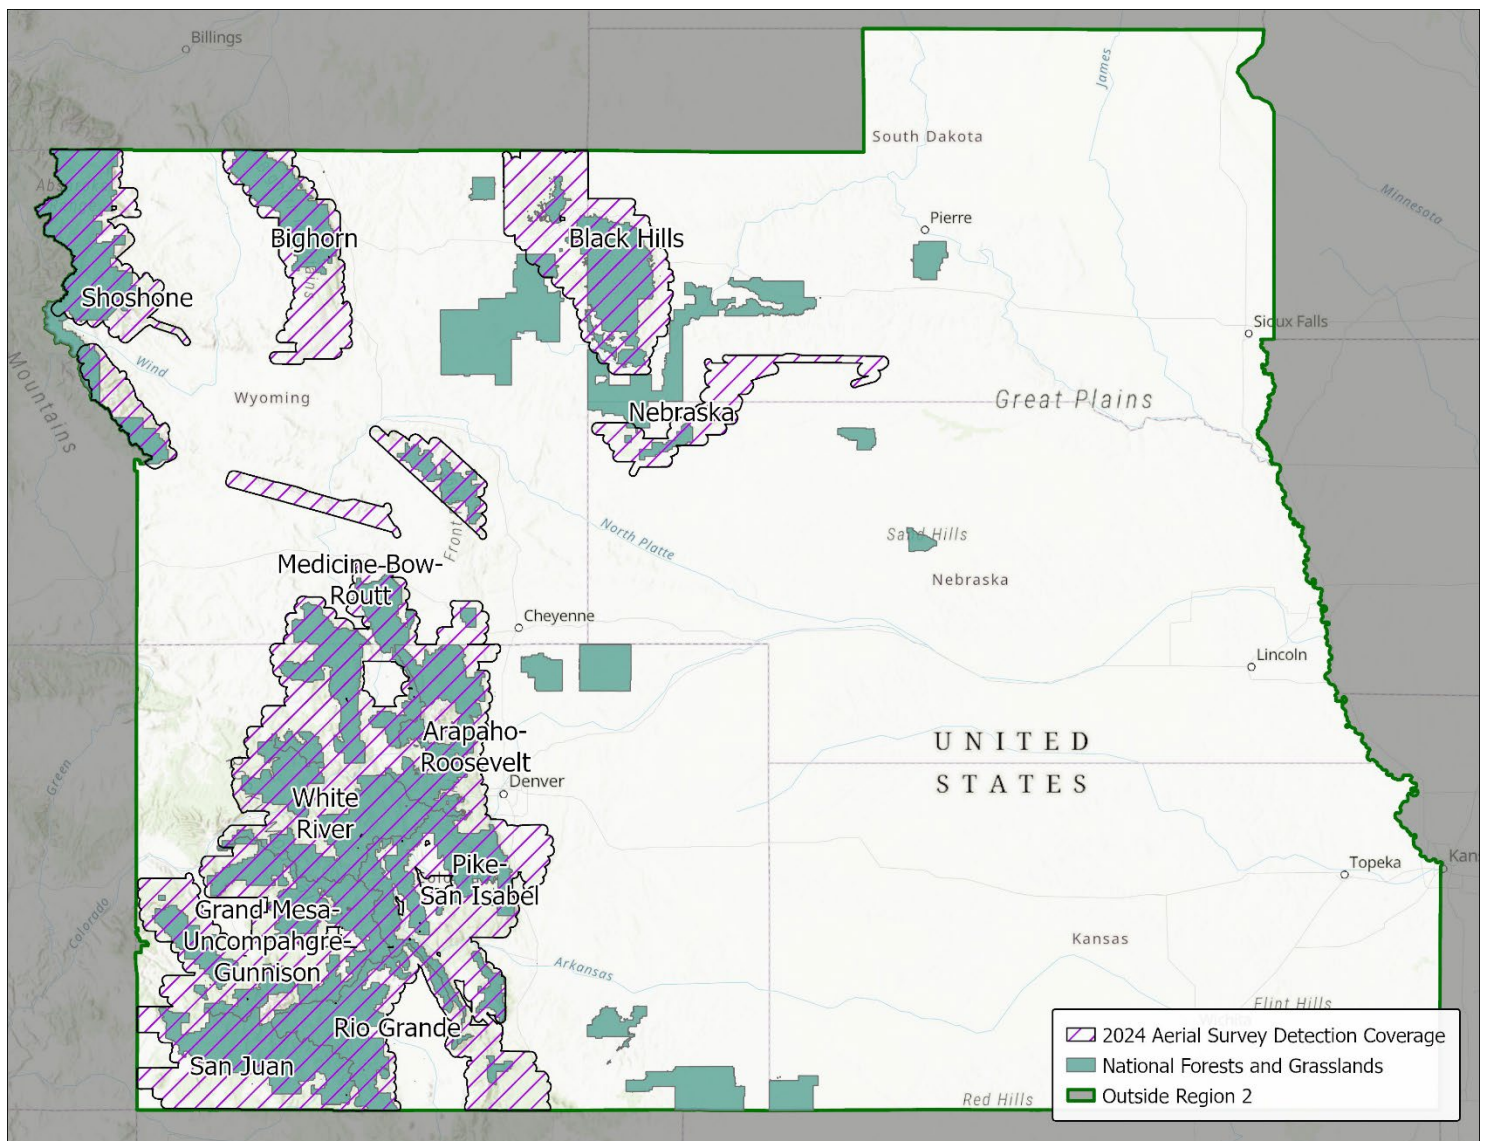 Billings
James
South Dakota
Minnesota
Pierre
Bighorn
Black Hills
Shoshone
Sioux Falls
Wind
Mountains
Wyoming
Great Plains
Nebraska
North Platte
Sand Hills
Front
Medicine-Bow-
Routt
Nebraska
Cheyenne
Lincoln
Arapaho-
Roosevelt
UNITED
STATES
Green
Denver
White
River
Pike-
San Isabel
Topeka
Kan
Colorado
Grand Mesa-
Uncompahgre-
Gunnison
Kansas
Arkansas
Flint Hills
Rio Grande
San Juan
Red Hills
2024 Aerial Survey Detection Coverage
National Forests and Grasslands
Outside Region 2